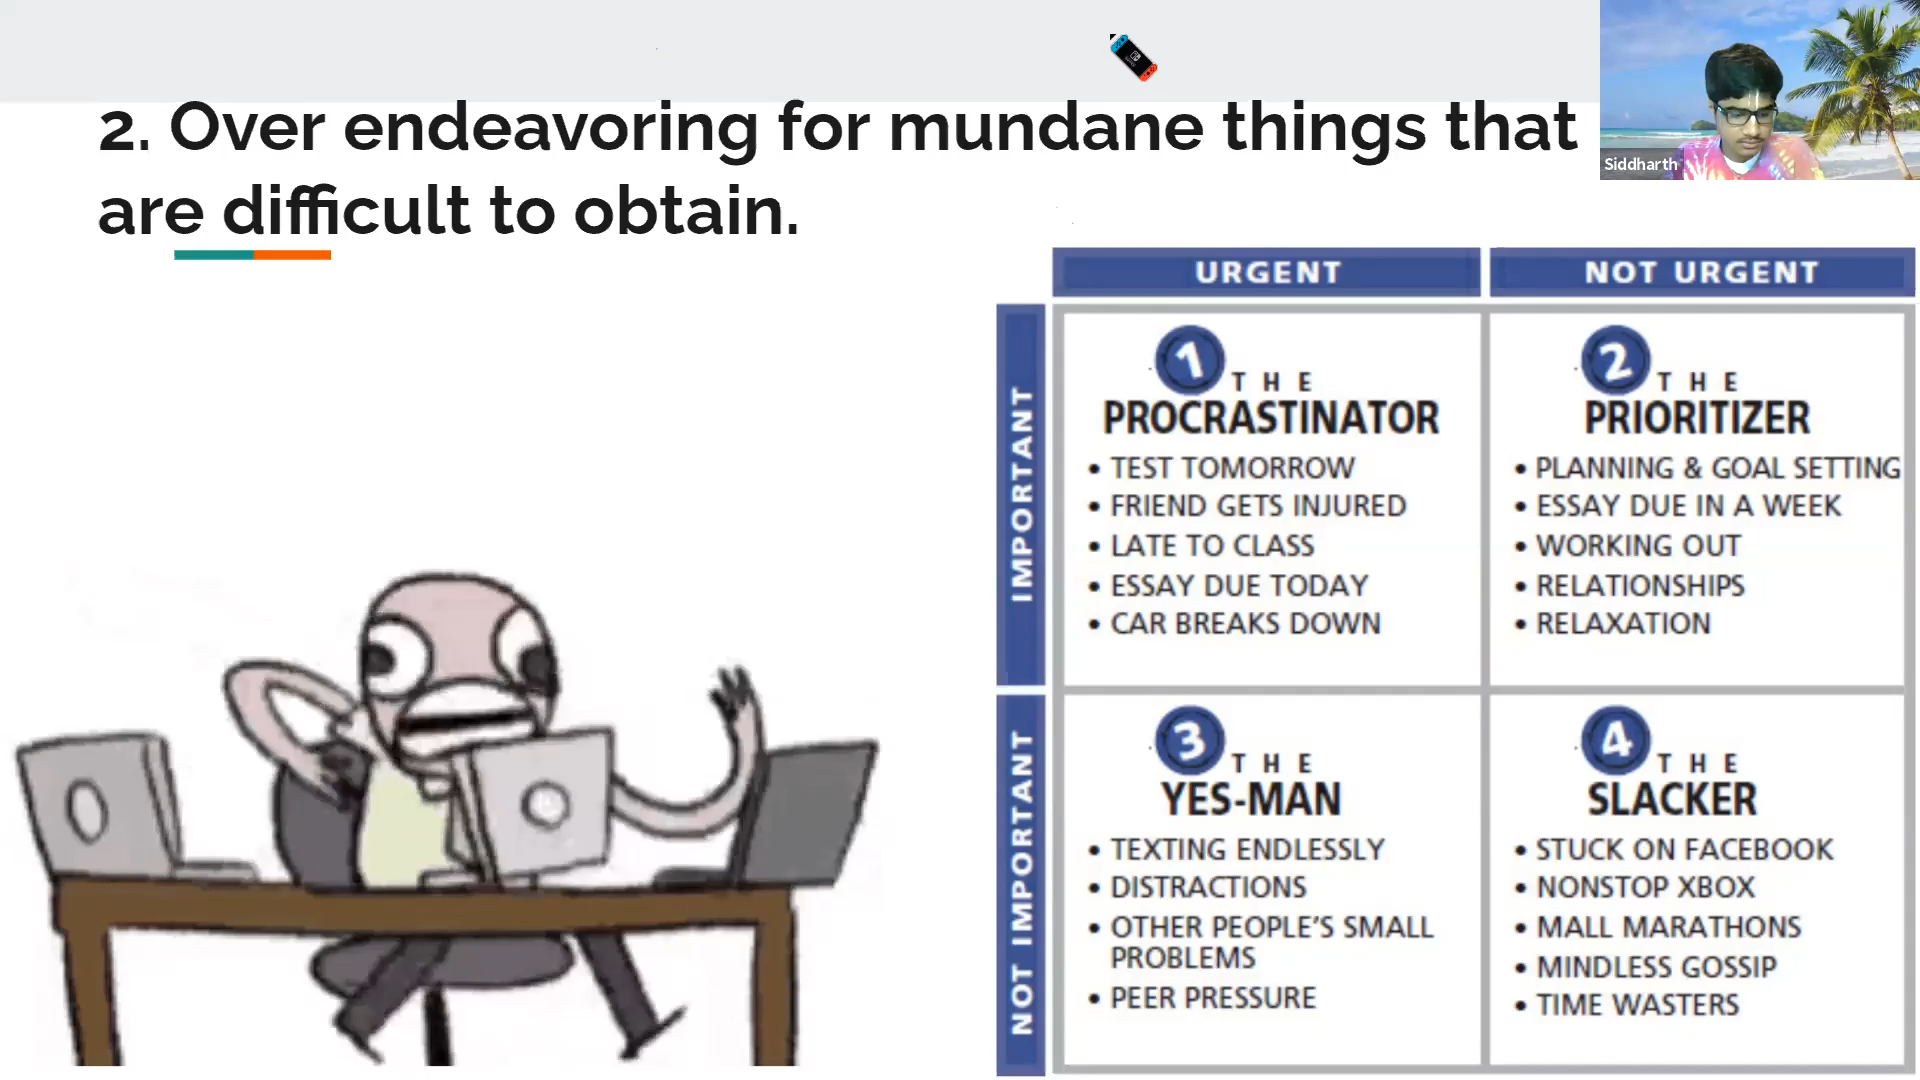 2. Over endeavoring for mundane things that
are difficult to obtain.
Siddharth
URGENT
NOT URGENT
IMPORTANT
1
THE
PROCRASTINATOR
• TEST TOMORROW
• FRIEND GETS INJURED
• LATE TO CLASS
• ESSAY DUE TODAY
• CAR BREAKS DOWN
2
THE
PRIORITIZER
• PLANNING & GOAL SETTING
• ESSAY DUE IN A WEEK
• WORKING OUT
• RELATIONSHIPS
• RELAXATION
NOT IMPORTANT
3
THE
YES-MAN
• TEXTING ENDLESSLY
• DISTRACTIONS
• OTHER PEOPLE'S SMALL
PROBLEMS
• PEER PRESSURE
4
THE
SLACKER
• STUCK ON FACEBOOK
• NONSTOP XBOX
• MALL MARATHONS
• MINDLESS GOSSIP
• TIME WASTERS